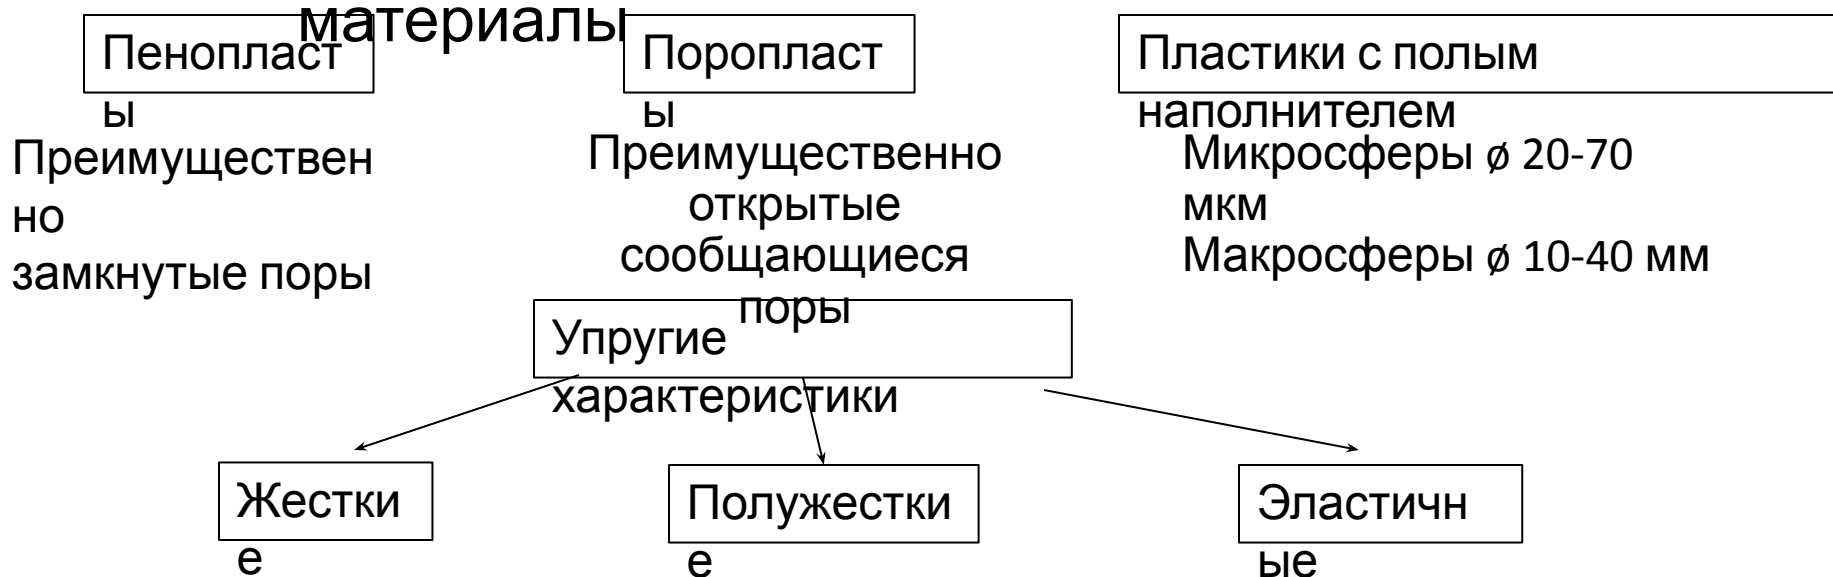 материалы
Пенопласт
ы
Преимуществен
но
замкнутые поры
Поропласт
ы
Преимущественно
открытые
сообщающиеся
поры
Пластики с полым
наполнителем
Микросферы ø 20-70
мкм
Макросферы ø 10-40 мм
Упругие
характеристики
Жестки
е
Полужестки
е
Эластичн
ые